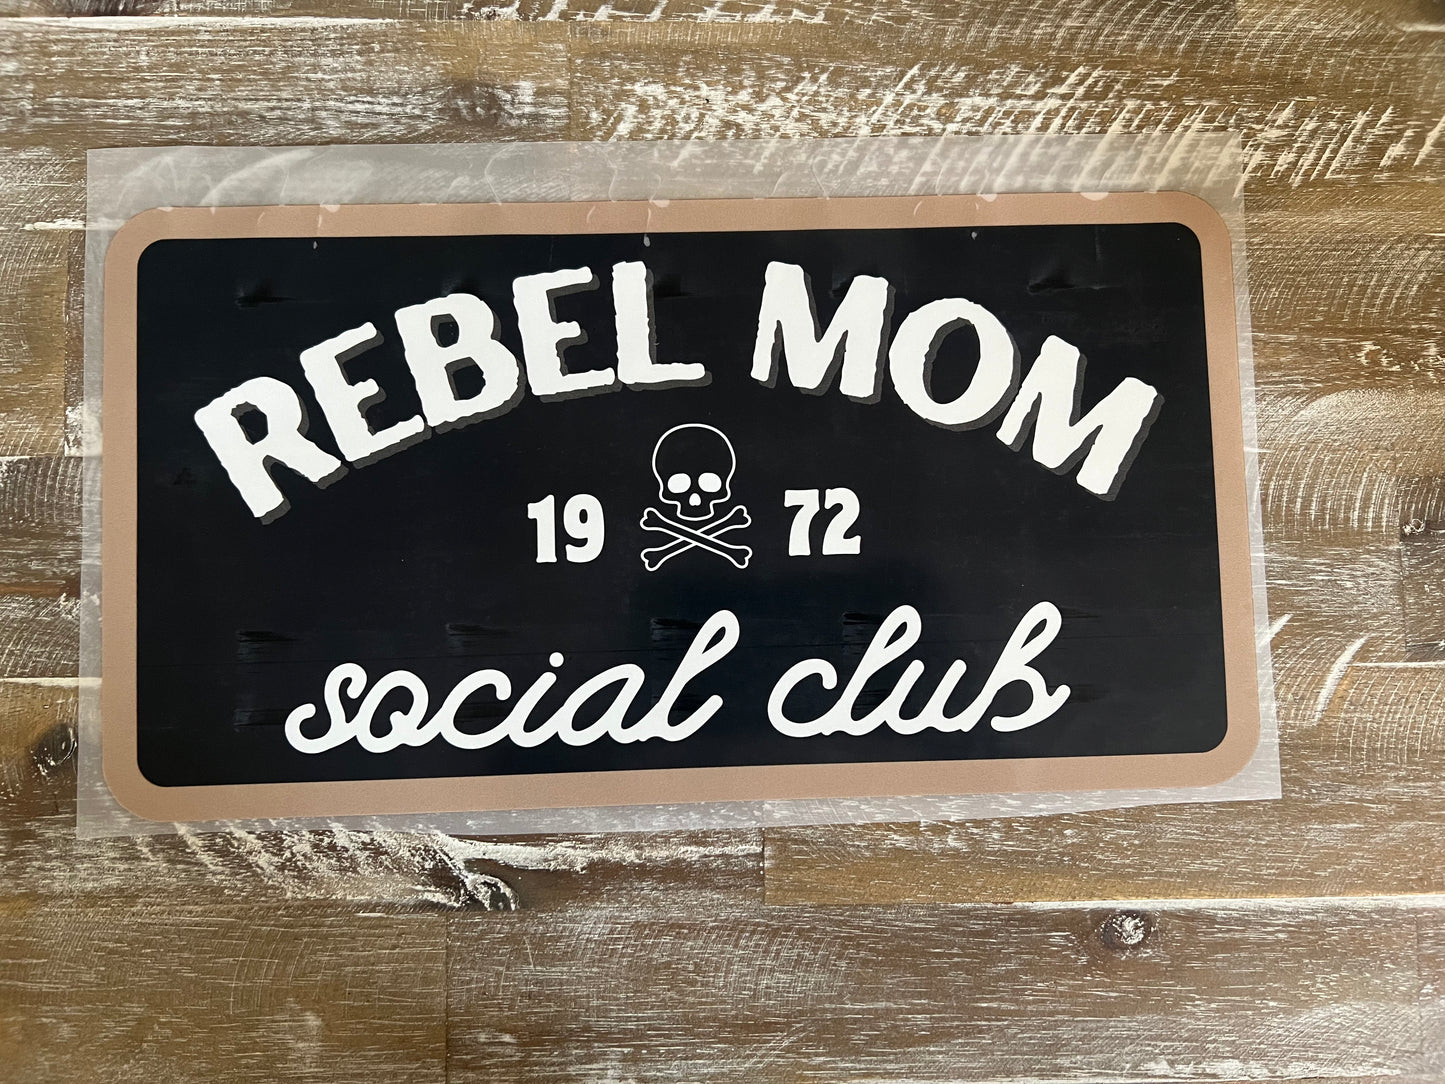 REBEL MOM
19 72
social club